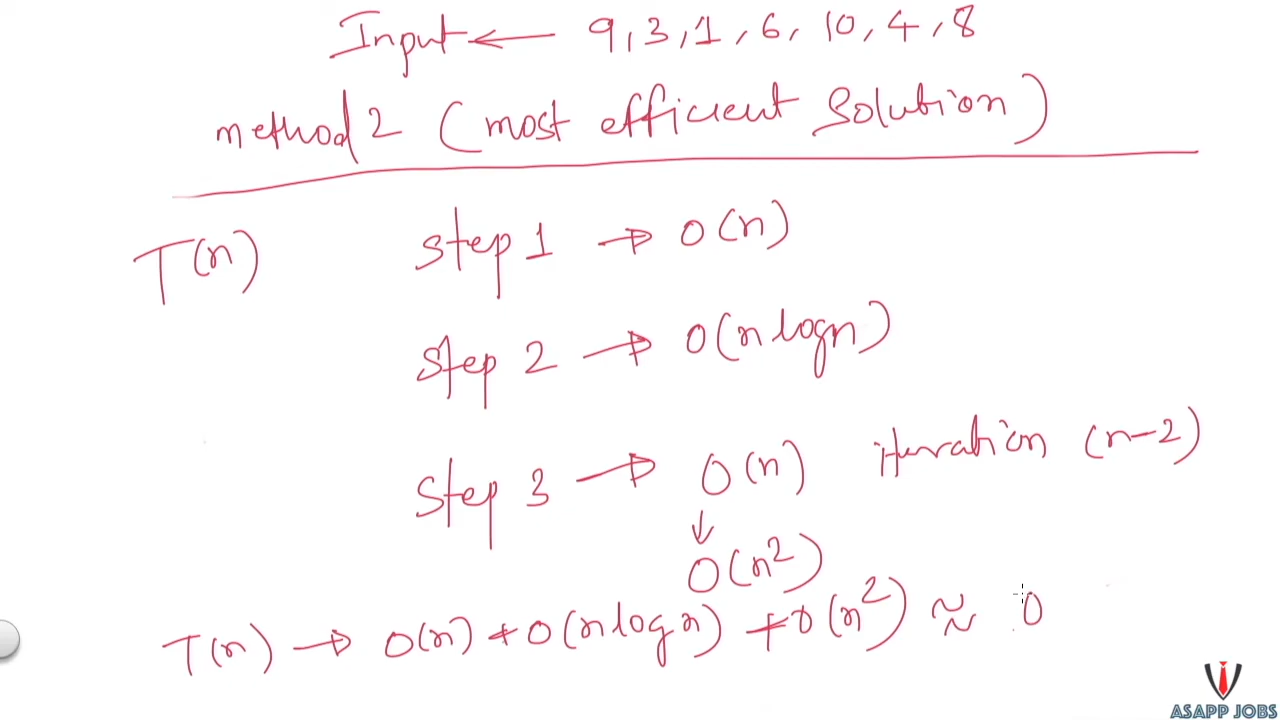 Input ← 9, 3, 1, 6, 10, 4, 8
method 2 (most efficient Solution)
T(n) Step 1 → O(n)
Step 2 → O(n logn)
Step 3 → O(n) iteration (n-2)
↓
O(n²)
T(n) → O(n) + O(n log n) + O(n²) ≈ O
ASAPP JOBS